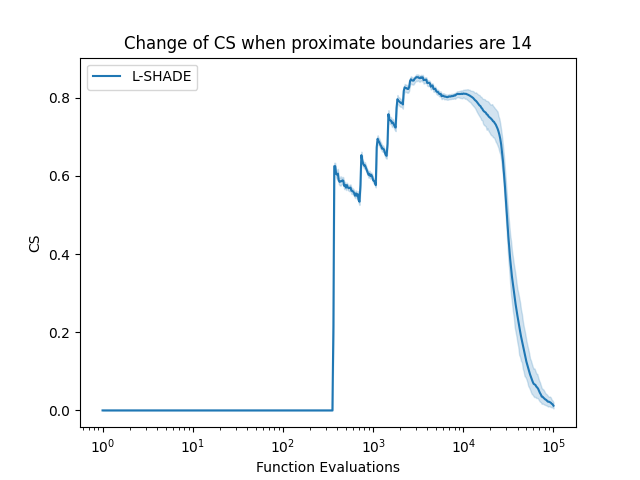 Change of CS when proximate boundaries are 14
L-SHADE
0.8
0.6
0.4
0.2
0.0
CS
10^0 10^1 10^2 10^3 10^4 10^5
Function Evaluations